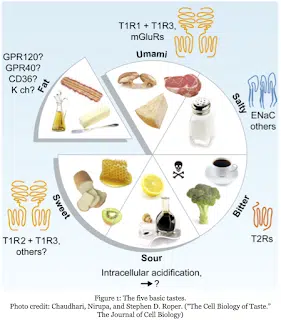 T1R1 + T1R3,
mGluRs
Umami
GPR120?
GPR40?
CD36?
K ch?
Fat
Salty
ENaC
others
Sweet
T1R2 + T1R3,
others?
Bitter
T2Rs
Sour
Intracellular acidification,
→?
Figure 1: The five basic tastes.
Photo credit: Chaudhari, Nirupa, and Stephen D. Roper. ("The Cell Biology of Taste."
The Journal of Cell Biology)